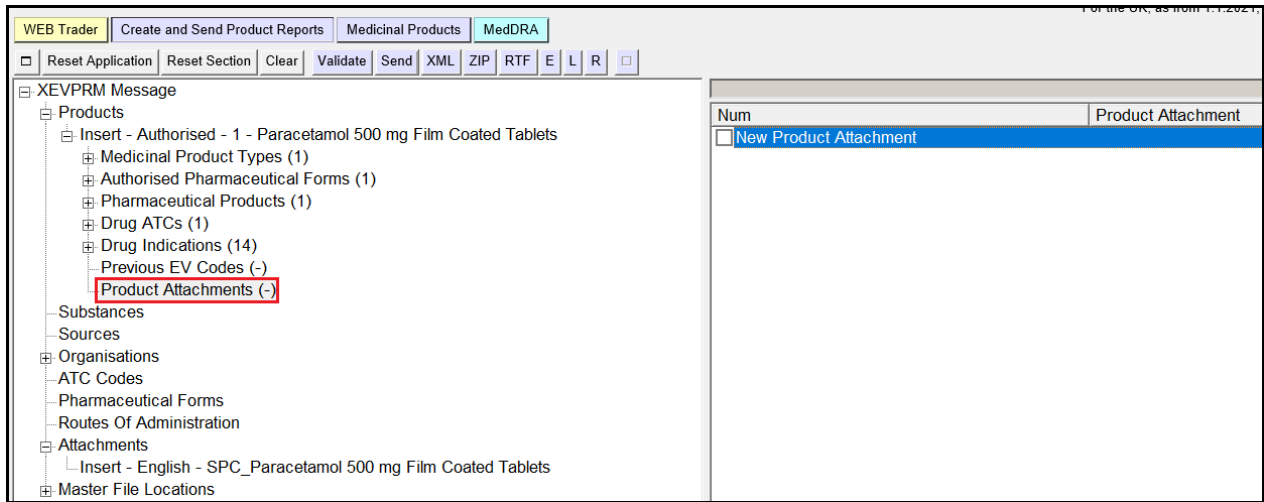 For the UK, as from 1.1.2021,
WEB Trader Create and Send Product Reports Medicinal Products MedDRA
Reset Application Reset Section Clear Validate Send XML ZIP RTF E L R
XEVPRM Message
Products
Insert - Authorised - 1 - Paracetamol 500 mg Film Coated Tablets
Medicinal Product Types (1)
Authorised Pharmaceutical Forms (1)
Pharmaceutical Products (1)
Drug ATCs (1)
Drug Indications (14)
Previous EV Codes (-)
Product Attachments (-)
Substances
Sources
Organisations
ATC Codes
Pharmaceutical Forms
Routes Of Administration
Attachments
Insert - English - SPC_Paracetamol 500 mg Film Coated Tablets
Master File Locations
Num Product Attachment
New Product Attachment